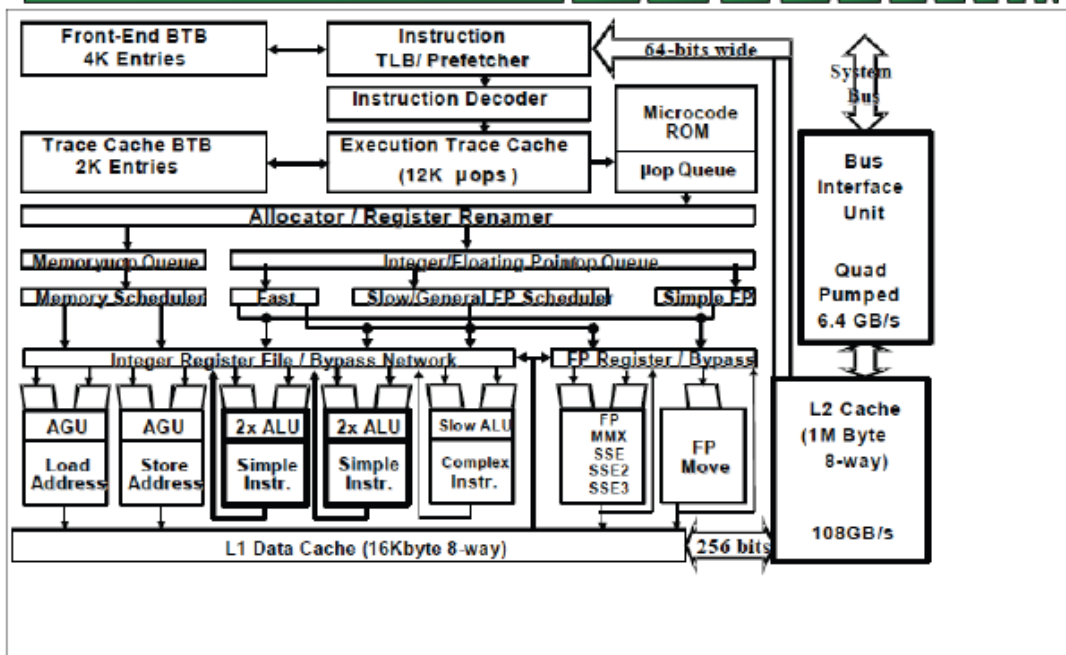 Front-End BTB
4K Entries
Instruction
TLB/ Prefetcher
64-bits wide
System
Bus
Instruction Decoder
Microcode
ROM
Trace Cache BTB
2K Entries
Execution Trace Cache
(12K µops)
µop Queue
Bus
Interface
Unit
Quad
Pumped
6.4 GB/s
Allocator / Register Renamer
Memory µop Queue
Integer/Floating Point µop Queue
Memory Scheduler
Fast
Slow/General FP Scheduler
Simple FP
Integer Register File / Bypass Network
FP Register / Bypass
AGU
Load
Address
AGU
Store
Address
2x ALU
Simple
Instr.
2x ALU
Simple
Instr.
Slow ALU
Complex
Instr.
FP
MMX
SSE
SSE2
SSE3
FP
Move
L2 Cache
(1M Byte
8-way)
108GB/s
L1 Data Cache (16Kbyte 8-way)
256 bits